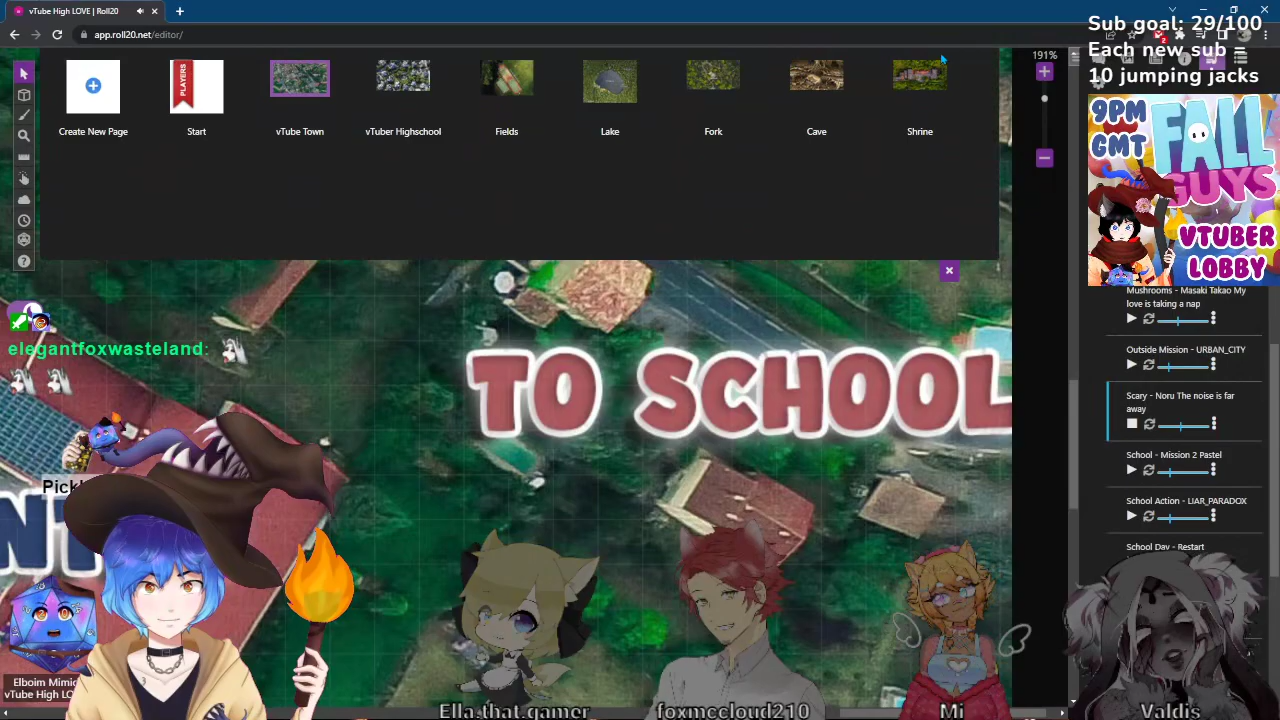 vTube High LOVE | Roll20
app.roll20.net/editor/
Sub goal: 29/100
Each new sub =
10 jumping jacks
191%
PLAYERS
Create New Page
Start
vTube Town
vTuber Highschool
Fields
Lake
Fork
Cave
Shrine
9PM
GMT
FALL
GUYS
VTUBER
LOBBY
Mushrooms - Masaki Takao My
love is taking a nap
Outside Mission - URBAN_CITY
Scary - Noru The noise is far
away
School - Mission 2 Pastel
School Action - LIAR_PARADOX
School Day - Restart
elegantfoxwasteland:
TO SCHOOL
Elboim Mimic
vTube High LO
Ella.that.gamer
foxmccloud210
Mi
Valdis